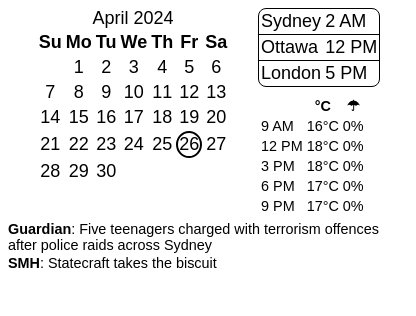 April 2024
Su Mo Tu We Th Fr Sa
1 2 3 4 5 6
7 8 9 10 11 12 13
14 15 16 17 18 19 20
21 22 23 24 25 26 27
28 29 30
Sydney 2 AM
Ottawa 12 PM
London 5 PM
°C ☂
9 AM 16°C 0%
12 PM 18°C 0%
3 PM 18°C 0%
6 PM 17°C 0%
9 PM 17°C 0%
Guardian: Five teenagers charged with terrorism offences
after police raids across Sydney
SMH: Statecraft takes the biscuit